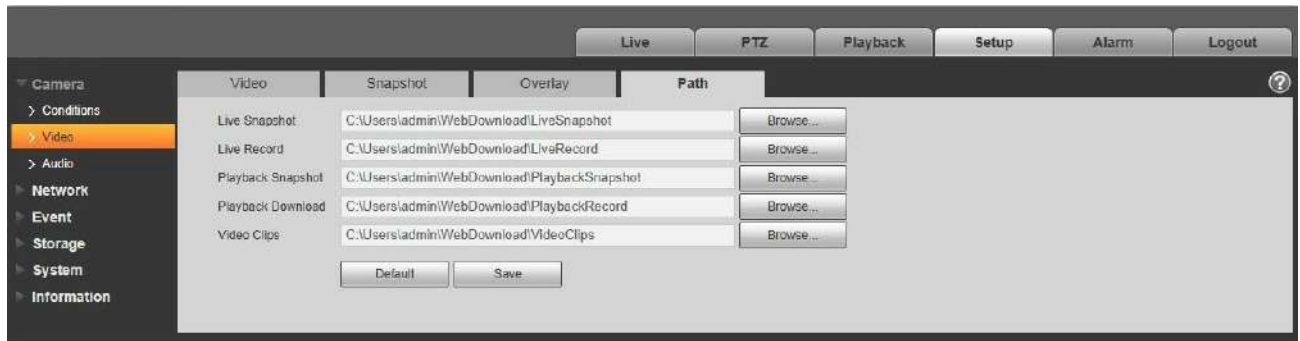 Live PTZ Playback Setup Alarm Logout
Camera
Conditions
Video
Audio
Network
Event
Storage
System
Information
Video Snapshot Overlay Path ?
Live Snapshot C:\Users\admin\WebDownload\LiveSnapshot Browse...
Live Record C:\Users\admin\WebDownload\LiveRecord Browse...
Playback Snapshot C:\Users\admin\WebDownload\PlaybackSnapshot Browse...
Playback Download C:\Users\admin\WebDownload\PlaybackRecord Browse...
Video Clips C:\Users\admin\WebDownload\VideoClips Browse...
Default Save